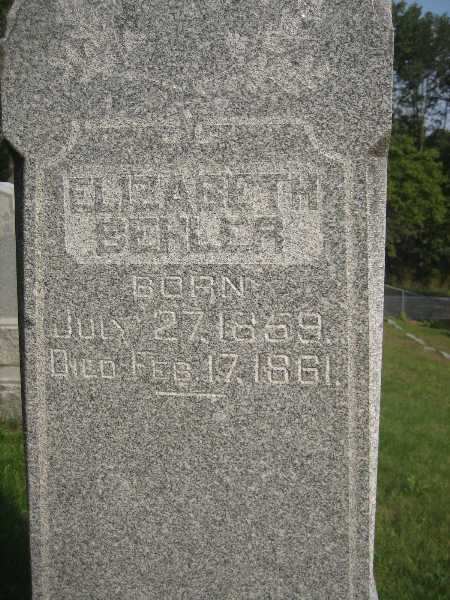 ELIZABETH
BEHLER
BORN
JULY 27, 1859.
DIED FEB 17, 1861.